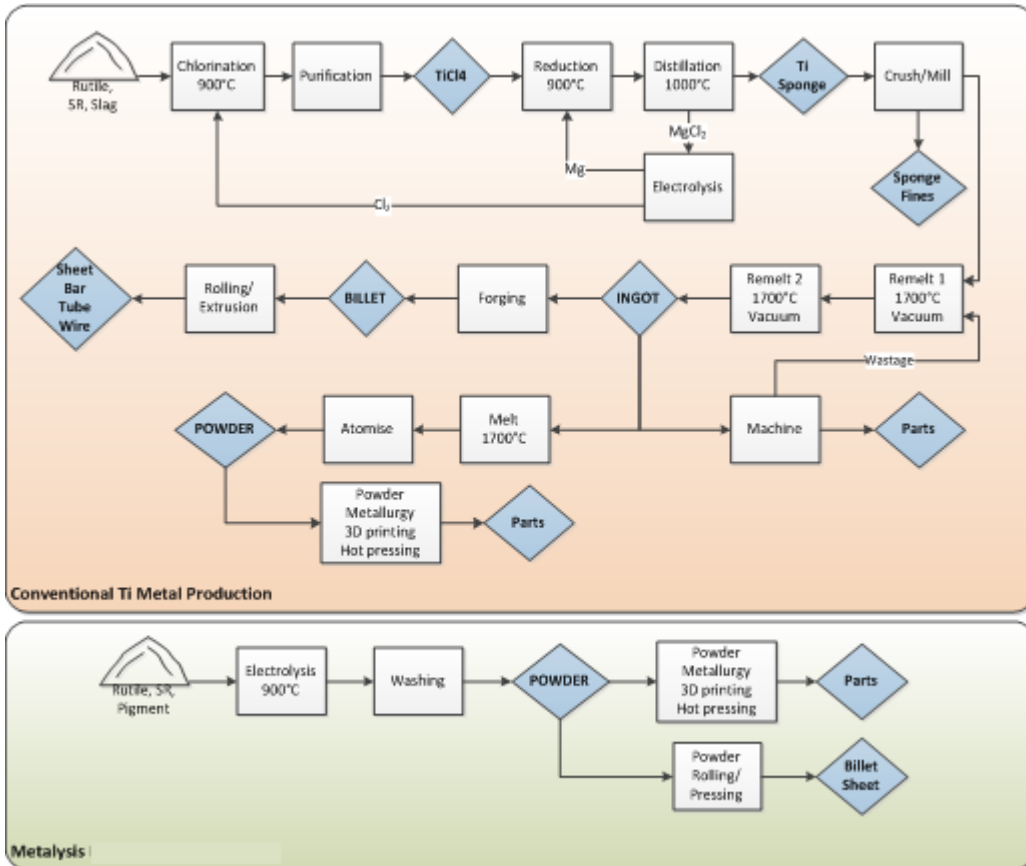 Rutile,
SR, Slag
Chlorination
900°C
Purification
TiCl4
Reduction
900°C
Distillation
1000°C
Ti
Sponge
Crush/Mill
MgCl₂
Mg
Electrolysis
Cl₂
Sponge
Fines
Sheet
Bar
Tube
Wire
Rolling/
Extrusion
BILLET
Forging
INGOT
Remelt 2
1700°C
Vacuum
Remelt 1
1700°C
Vacuum
Wastage
POWDER
Atomise
Melt
1700°C
Machine
Parts
Powder
Metallurgy
3D printing
Hot pressing
Parts
Conventional Ti Metal Production
Rutile, SR,
Pigment
Electrolysis
900°C
Washing
POWDER
Powder
Metallurgy
3D printing
Hot pressing
Parts
Powder
Rolling/
Pressing
Billet
Sheet
Metalysis